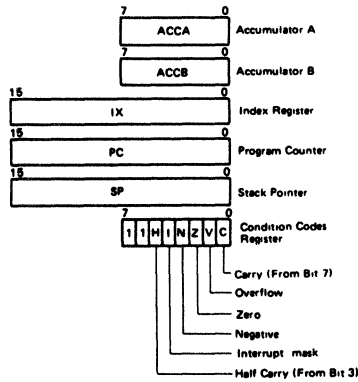 7 0
ACCA Accumulator A
7 0
ACCB Accumulator B
15 0
IX Index Register
15 0
PC Program Counter
15 0
SP Stack Pointer
7 0
1 1 H I N Z V C Condition Codes
Register
Carry (From Bit 7)
Overflow
Zero
Negative
Interrupt mask
Half Carry (From Bit 3)